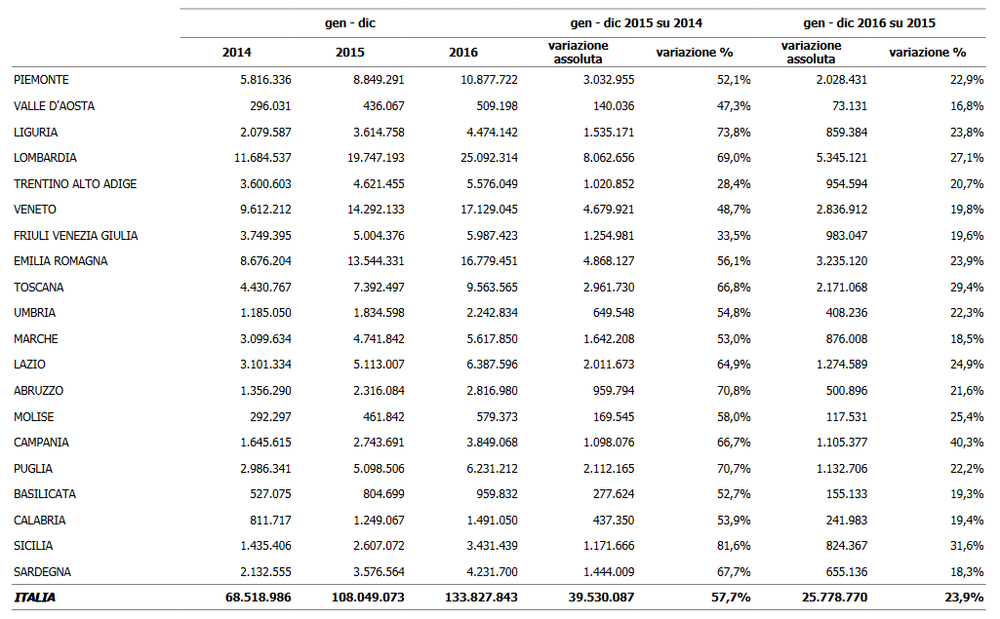 gen - dic gen - dic 2015 su 2014 gen - dic 2016 su 2015
2014 2015 2016 variazione assoluta variazione % variazione assoluta variazione %
PIEMONTE 5.816.336 8.849.291 10.877.722 3.032.955 52,1% 2.028.431 22,9%
VALLE D'AOSTA 296.031 436.067 509.198 140.036 47,3% 73.131 16,8%
LIGURIA 2.079.587 3.614.758 4.474.142 1.535.171 73,8% 859.384 23,8%
LOMBARDIA 11.684.537 19.747.193 25.092.314 8.062.656 69,0% 5.345.121 27,1%
TRENTINO ALTO ADIGE 3.600.603 4.621.455 5.576.049 1.020.852 28,4% 954.594 20,7%
VENETO 9.612.212 14.292.133 17.129.045 4.679.921 48,7% 2.836.912 19,8%
FRIULI VENEZIA GIULIA 3.749.395 5.004.376 5.987.423 1.254.981 33,5% 983.047 19,6%
EMILIA ROMAGNA 8.676.204 13.544.331 16.779.451 4.868.127 56,1% 3.235.120 23,9%
TOSCANA 4.430.767 7.392.497 9.563.565 2.961.730 66,8% 2.171.068 29,4%
UMBRIA 1.185.050 1.834.598 2.242.834 649.548 54,8% 408.236 22,3%
MARCHE 3.099.634 4.741.842 5.617.850 1.642.208 53,0% 876.008 18,5%
LAZIO 3.101.334 5.113.007 6.387.596 2.011.673 64,9% 1.274.589 24,9%
ABRUZZO 1.356.290 2.316.084 2.816.980 959.794 70,8% 500.896 21,6%
MOLISE 292.297 461.842 579.373 169.545 58,0% 117.531 25,4%
CAMPANIA 1.645.615 2.743.691 3.849.068 1.098.076 66,7% 1.105.377 40,3%
PUGLIA 2.986.341 5.098.506 6.231.212 2.112.165 70,7% 1.132.706 22,2%
BASILICATA 527.075 804.699 959.832 277.624 52,7% 155.133 19,3%
CALABRIA 811.717 1.249.067 1.491.050 437.350 53,9% 241.983 19,4%
SICILIA 1.435.406 2.607.072 3.431.439 1.171.666 81,6% 824.367 31,6%
SARDEGNA 2.132.555 3.576.564 4.231.700 1.444.009 67,7% 655.136 18,3%
ITALIA 68.518.986 108.049.073 133.827.843 39.530.087 57,7% 25.778.770 23,9%